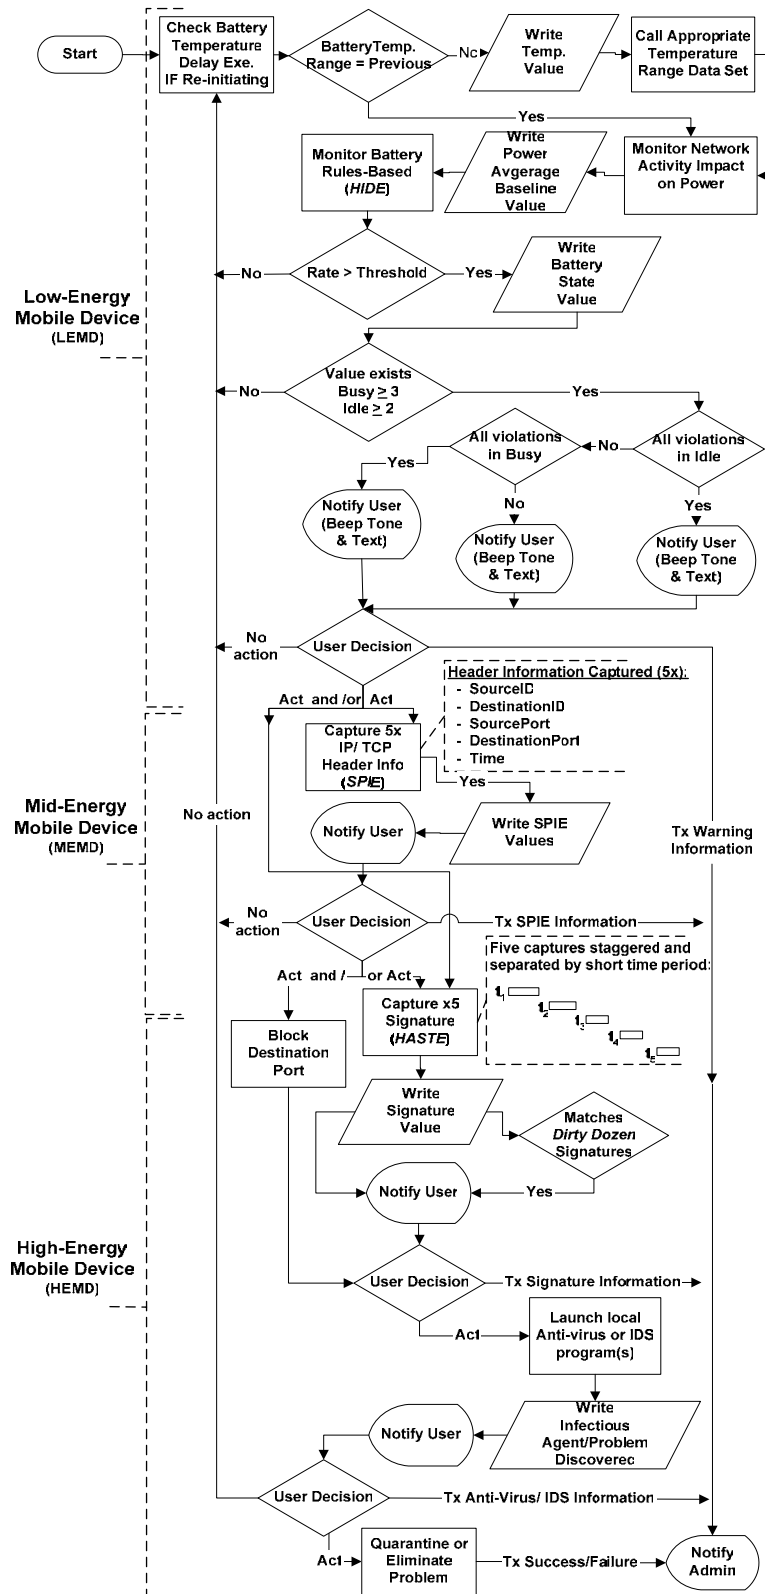 Start
Check Battery
Temperature
Delay Exe.
IF Re-initiating
BatteryTemp.
Range = Previous
Nc
Write
Temp.
Value
Call Appropriate
Temperature
Range Data Set
Yes
Monitor Network
Activity Impact
on Power
Write
Power
Avgerage
Baseline
Value
Monitor Battery
Rules-Based
(HIDE)
Rate > Threshold
No
Yes
Write
Battery
State
Value
Low-Energy
Mobile Device
(LEMD)
Value exists
Busy ≥ 3
Idle ≥ 2
No
Yes
All violations
in Idle
No
All violations
in Busy
Yes
No
Yes
Notify User
(Beep Tone
& Text)
Notify User
(Beep Tone
& Text)
Notify User
(Beep Tone
& Text)
User Decision
No
action
Header Information Captured (5x):
- SourceID
- DestinationID
- SourcePort
- DestinationPort
- Time
Act and /or Act
Capture 5x
IP/ TCP
Header Info
(SPIE)
Yes
Write SPIE
Values
Notify User
Mid-Energy
Mobile Device
(MEMD)
No action
Tx Warning
Information
User Decision
No
action
Tx SPIE Information
Five captures staggered and
separated by short time period:
t1
t2
t3
t4
t5
Act and / or Act
Block
Destination
Port
Capture x5
Signature
(HASTE)
Write
Signature
Value
Matches
Dirty Dozen
Signatures
Yes
Notify User
High-Energy
Mobile Device
(HEMD)
User Decision
Tx Signature Information
Act
Launch local
Anti-virus or IDS
program(s)
Write
Infectious
Agent/Problem
Discovered
Notify User
User Decision
Tx Anti-Virus/ IDS Information
Act
Quarantine or
Eliminate
Problem
Tx Success/Failure
Notify
Admin